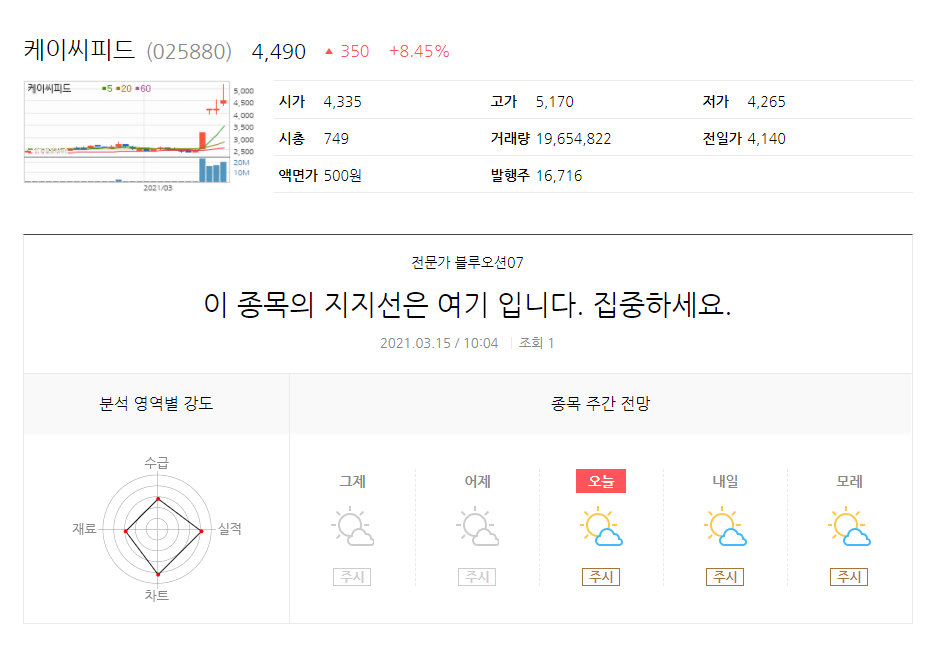 케이씨피드 (025880) 4,490 ▲ 350 +8.45%
케이씨피드 ■5 ■20 ■60
5,000
4,500
4,000
3,500
3,000
2,500
20M
10M
2021/03
시가 4,335 고가 5,170 저가 4,265
시총 749 거래량 19,654,822 전일가 4,140
액면가 500원 발행주 16,716
전문가 블루오션07
이 종목의 지지선은 여기 입니다. 집중하세요.
2021.03.15 / 10:04 조회 1
분석 영역별 강도 종목 주간 전망
수급
재료 실적
차트
그제 어제 오늘 내일 모레
주시 주시 주시 주시 주시